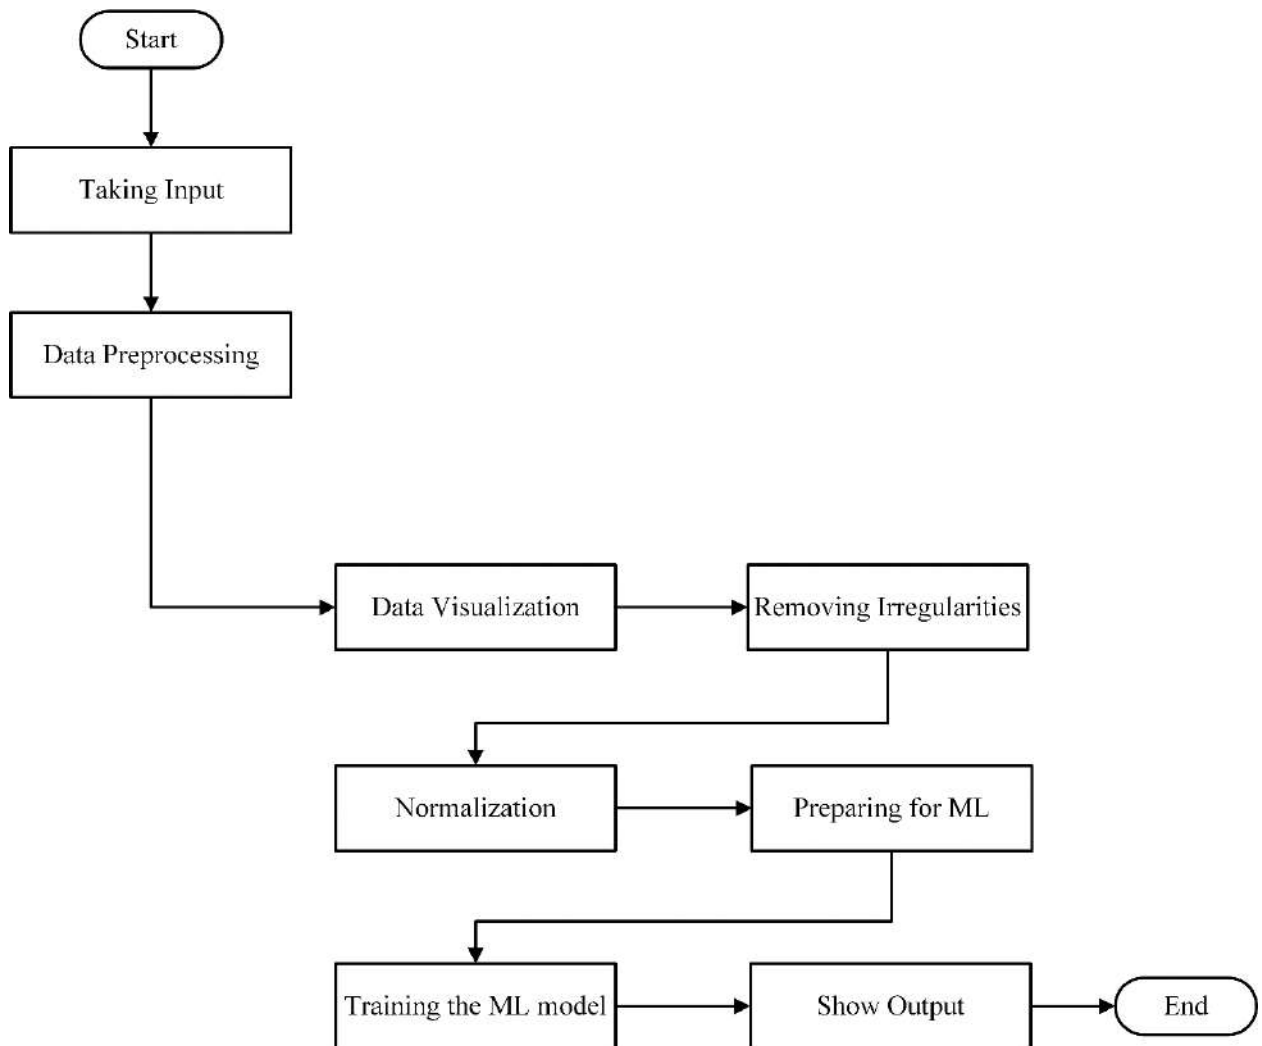 Start
Taking Input
Data Preprocessing
Data Visualization
Removing Irregularities
Normalization
Preparing for ML
Training the ML model
Show Output
End